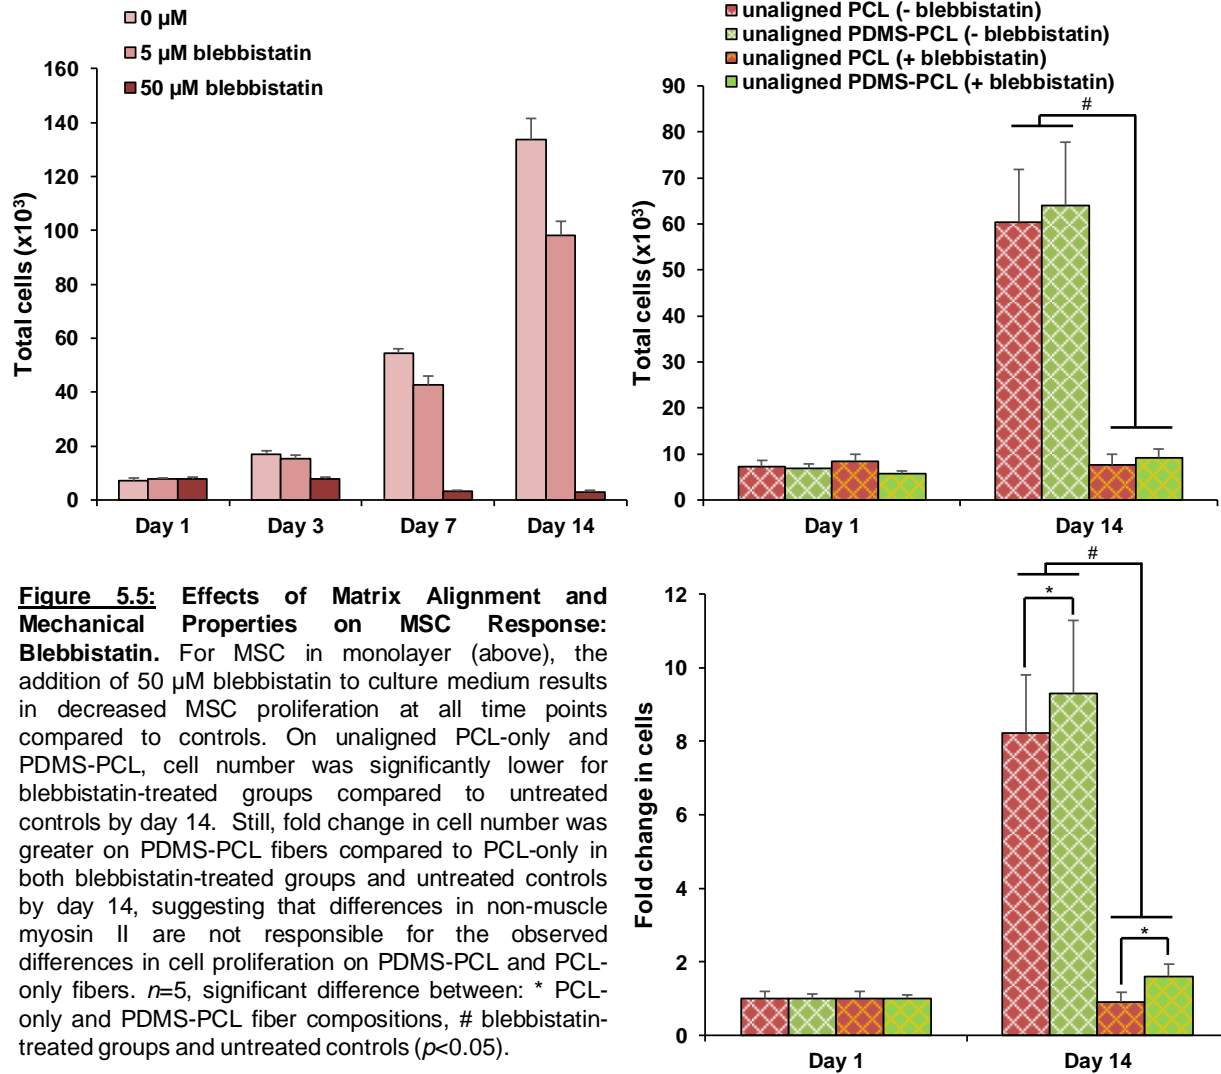 0 µM
5 µM blebbistatin
50 µM blebbistatin
160
140
120
100
80
60
40
20
0
Total cells (x10³)
Day 1 Day 3 Day 7 Day 14
unaligned PCL (- blebbistatin)
unaligned PDMS-PCL (- blebbistatin)
unaligned PCL (+ blebbistatin)
unaligned PDMS-PCL (+ blebbistatin)
90
80
70
60
50
40
30
20
10
0
Total cells (x10³)
#
Day 1 Day 14
Figure 5.5: Effects of Matrix Alignment and
Mechanical Properties on MSC Response:
Blebbistatin. For MSC in monolayer (above), the
addition of 50 µM blebbistatin to culture medium results
in decreased MSC proliferation at all time points
compared to controls. On unaligned PCL-only and
PDMS-PCL, cell number was significantly lower for
blebbistatin-treated groups compared to untreated
controls by day 14. Still, fold change in cell number was
greater on PDMS-PCL fibers compared to PCL-only in
both blebbistatin-treated groups and untreated controls
by day 14, suggesting that differences in non-muscle
myosin II are not responsible for the observed
differences in cell proliferation on PDMS-PCL and PCL-
only fibers. n=5, significant difference between: * PCL-
only and PDMS-PCL fiber compositions, # blebbistatin-
treated groups and untreated controls (p<0.05).
12
10
8
6
4
2
0
Fold change in cells
#
*
*
Day 1 Day 14